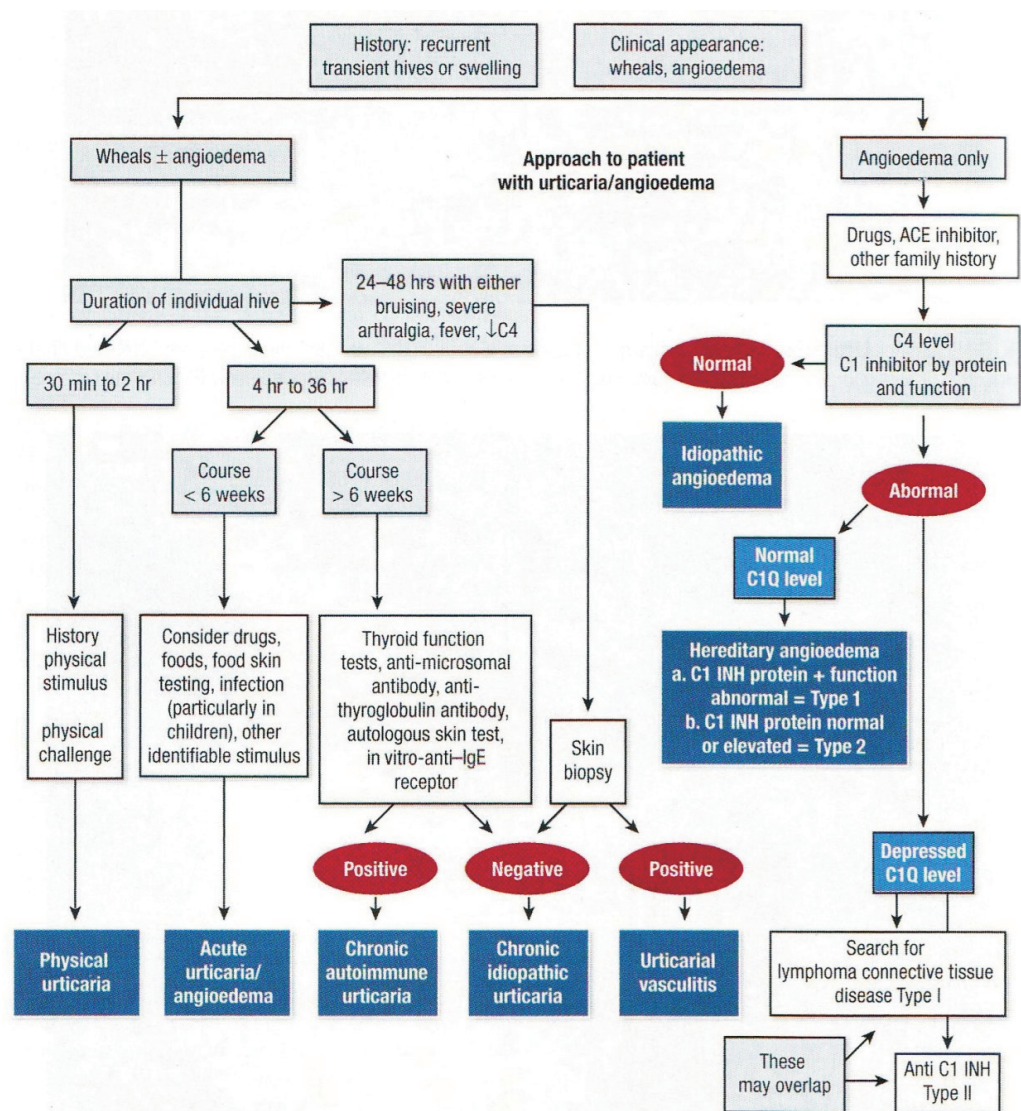 History: recurrent
transient hives or swelling
Clinical appearance:
wheals, angioedema
Wheals ± angioedema
Approach to patient
with urticaria/angioedema
Angioedema only
Drugs, ACE inhibitor,
other family history
Duration of individual hive
24–48 hrs with either
bruising, severe
arthralgia, fever, ↓C4
C4 level
C1 inhibitor by protein
and function
Normal
30 min to 2 hr
4 hr to 36 hr
Idiopathic
angioedema
Abormal
Course
< 6 weeks
Course
> 6 weeks
Normal
C1Q level
History
physical
stimulus
physical
challenge
Consider drugs,
foods, food skin
testing, infection
(particularly in
children), other
identifiable stimulus
Thyroid function
tests, anti-microsomal
antibody, anti-
thyroglobulin antibody,
autologous skin test,
in vitro-anti–IgE
receptor
Skin
biopsy
Hereditary angioedema
a. C1 INH protein + function
abnormal = Type 1
b. C1 INH protein normal
or elevated = Type 2
Positive
Negative
Positive
Depressed
C1Q level
Physical
urticaria
Acute
urticaria/
angioedema
Chronic
autoimmune
urticaria
Chronic
idiopathic
urticaria
Urticarial
vasculitis
Search for
lymphoma connective tissue
disease Type I
These
may overlap
Anti C1 INH
Type II